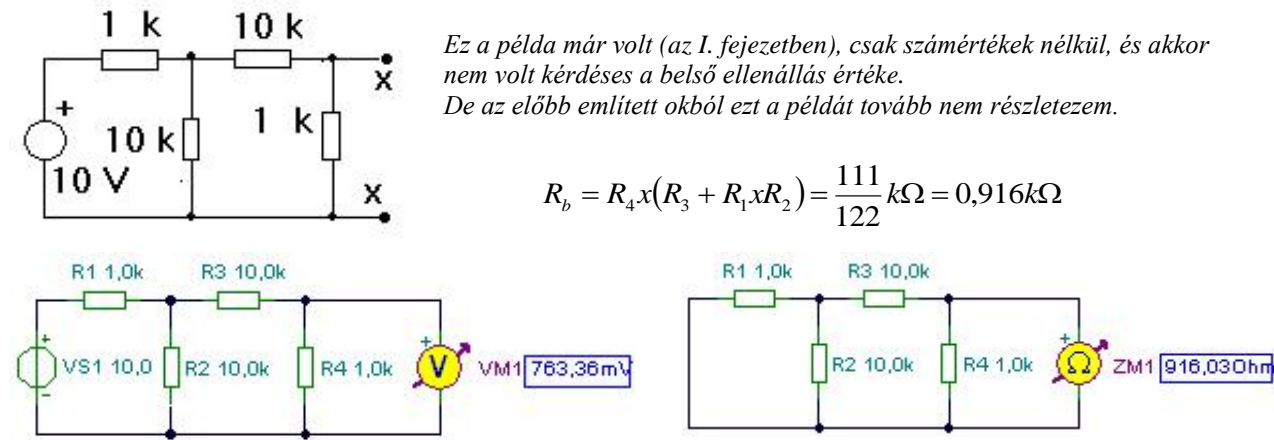 1 k
10 k
x
+
10 k
1 k
10 V
x
Ez a példa már volt (az I. fejezetben), csak számértékek nélkül, és akkor
nem volt kérdéses a belső ellenállás értéke.
De az előbb említett okból ezt a példát tovább nem részletezem.
R_b = R_4x(R_3 + R_1xR_2) = 111/122 kΩ = 0,916kΩ
R1 1,0k
R3 10,0k
+
VS1 10,0
-
R2 10,0k
R4 1,0k
+
V
VM1 763,36mV
R1 1,0k
R3 10,0k
R2 10,0k
R4 1,0k
+
Ω
ZM1 916,03Ohm